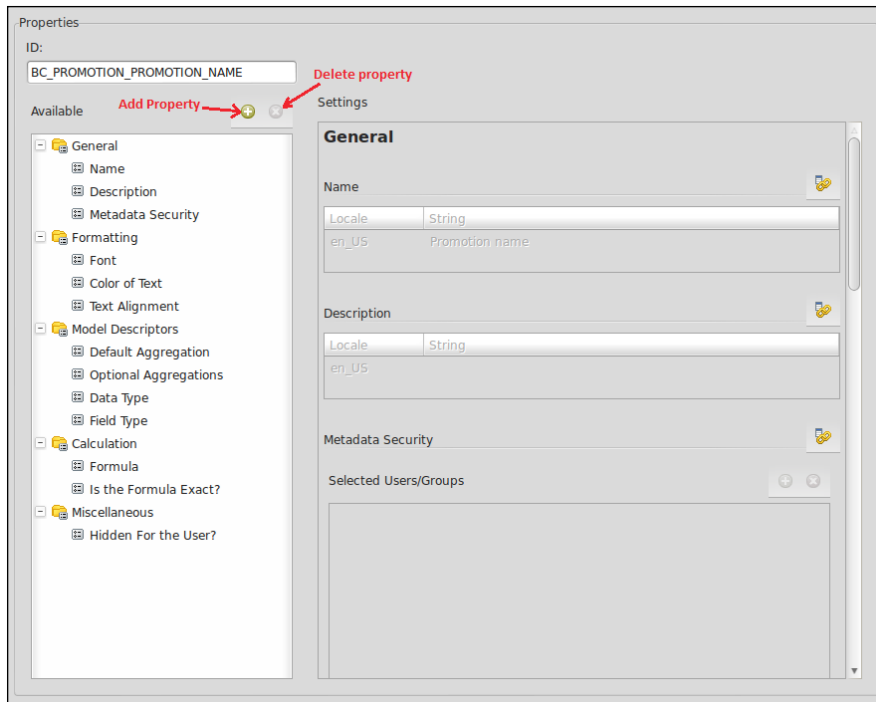 Properties
ID:
BC_PROMOTION_PROMOTION_NAME
Delete property
Available
Add Property
Settings
General
Name
Description
Metadata Security
Formatting
Font
Color of Text
Text Alignment
Model Descriptors
Default Aggregation
Optional Aggregations
Data Type
Field Type
Calculation
Formula
Is the Formula Exact?
Miscellaneous
Hidden For the User?
General
Name
Locale String
en_US Promotion name
Description
Locale String
en_US
Metadata Security
Selected Users/Groups